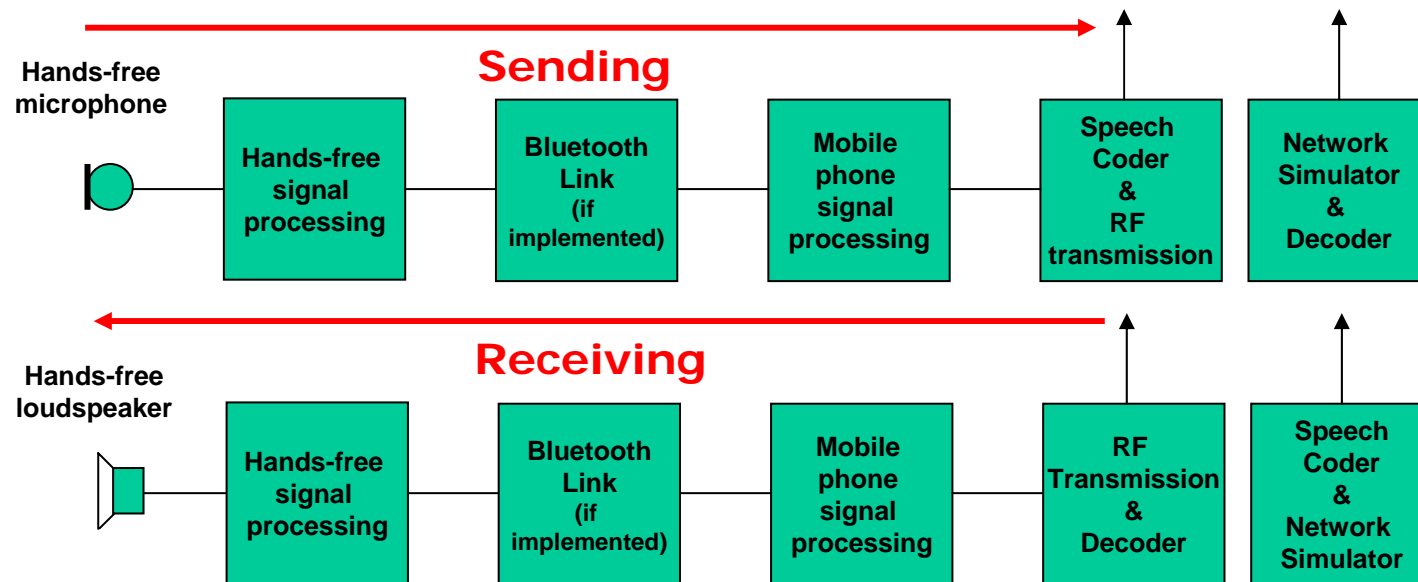 Sending
Hands-free
microphone
Hands-free
signal
processing
Bluetooth
Link
(if
implemented)
Mobile
phone
signal
processing
Speech
Coder
&
RF
transmission
Network
Simulator
&
Decoder
Receiving
Hands-free
loudspeaker
Hands-free
signal
processing
Bluetooth
Link
(if
implemented)
Mobile
phone
signal
processing
RF
Transmission
&
Decoder
Speech
Coder
&
Network
Simulator